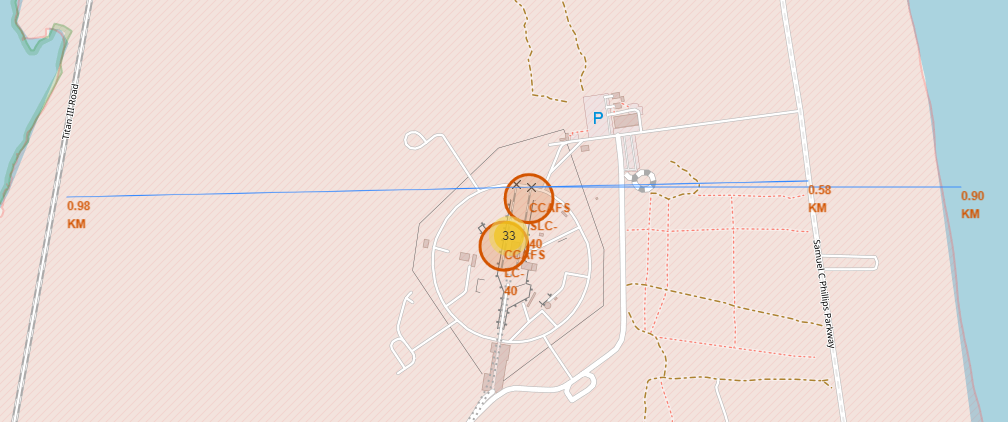 Titan III Road
P
0.98
KM
CCAFS
SLC-
40
33
CCAFS
LC-
40
0.58
KM
0.90
KM
Samuel C Phillips Parkway